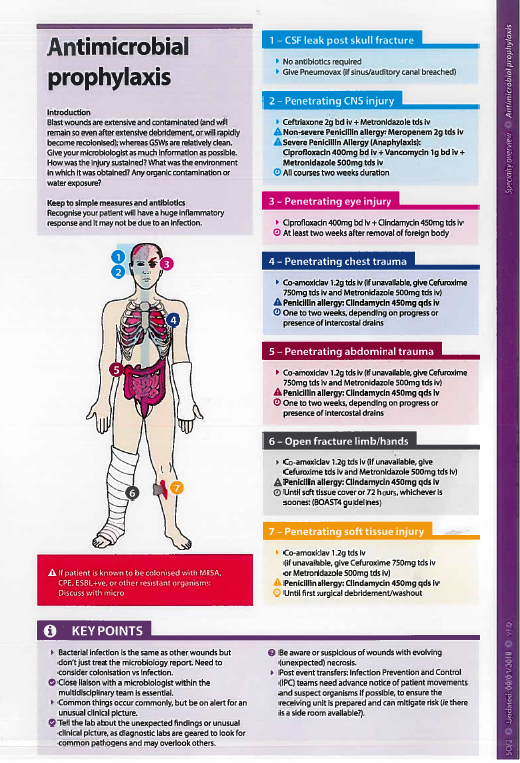 Antimicrobial
prophylaxis
Introduction
Blast wounds are extensive and contaminated (and will
remain so even after extensive debridement, or will rapidly
become recolonised); whereas GSWs are relatively clean.
Give your microbiologist as much information as possible.
How was the injury sustained? What was the environment
in which it was obtained? Any organic contamination or
water exposure?
Keep to simple measures and antibiotics
Recognise your patient will have a huge inflammatory
response and it may not be due to an infection.
1
2
3
4
5
6
7
If patient is known to be colonised with MRSA,
CPE, ESBL+ve, or other resistant organisms:
Discuss with micro
1 – CSF leak post skull fracture
No antibiotics required
Give Pneumovax (if sinus/auditory canal breached)
2 – Penetrating CNS injury
Ceftriaxone 2g bd iv + Metronidazole tds iv
Non-severe Penicillin allergy: Meropenem 2g tds iv
Severe Penicillin Allergy (Anaphylaxis):
Ciprofloxacin 400mg bd iv + Vancomycin 1g bd iv +
Metronidazole 500mg tds iv
All courses two weeks duration
3 – Penetrating eye injury
Ciprofloxacin 400mg bd iv + Clindamycin 450mg tds iv
At least two weeks after removal of foreign body
4 – Penetrating chest trauma
Co-amoxiclav 1.2g tds iv (if unavailable, give Cefuroxime
750mg tds iv and Metronidazole 500mg tds iv)
Penicillin allergy: Clindamycin 450mg qds iv
One to two weeks, depending on progress or
presence of intercostal drains
5 – Penetrating abdominal trauma
Co-amoxiclav 1.2g tds iv (if unavailable, give Cefuroxime
750mg tds iv and Metronidazole 500mg tds iv)
Penicillin allergy: Clindamycin 450mg qds iv
One to two weeks, depending on progress or
presence of intercostal drains
6 – Open fracture limb/hands
Co-amoxiclav 1.2g tds iv (if unavailable, give
Cefuroxime tds iv and Metronidazole 500mg tds iv)
Penicillin allergy: Clindamycin 450mg qds iv
Until soft tissue cover or 72 hours, whichever is
soones: (BOAST4 guidelines)
7 – Penetrating soft tissue injury
Co-amoxiclav 1.2g tds iv
(if unavailable, give Cefuroxime 750mg tds iv
or Metronidazole 500mg tds iv)
Penicillin allergy: Clindamycin 450mg qds iv
Until first surgical debridement/washout
KEY POINTS
Bacterial infection is the same as other wounds but
don't just treat the microbiology report. Need to
consider colonisation vs infection.
Close liaison with a microbiologist within the
multidisciplinary team is essential.
Common things occur commonly, but be on alert for an
unusual clinical picture.
Tell the lab about the unexpected findings or unusual
clinical picture, as diagnostic labs are geared to look for
common pathogens and may overlook others.
Be aware or suspicious of wounds with evolving
(unexpected) necrosis.
Post event transfers: Infection Prevention and Control
(IPC) teams need advance notice of patient movements
and suspect organisms if possible, to ensure the
receiving unit is prepared and can mitigate risk (ie there
is a side room available?).
overview
Antimicrobial prophylaxis
Updated: 09/01/2018